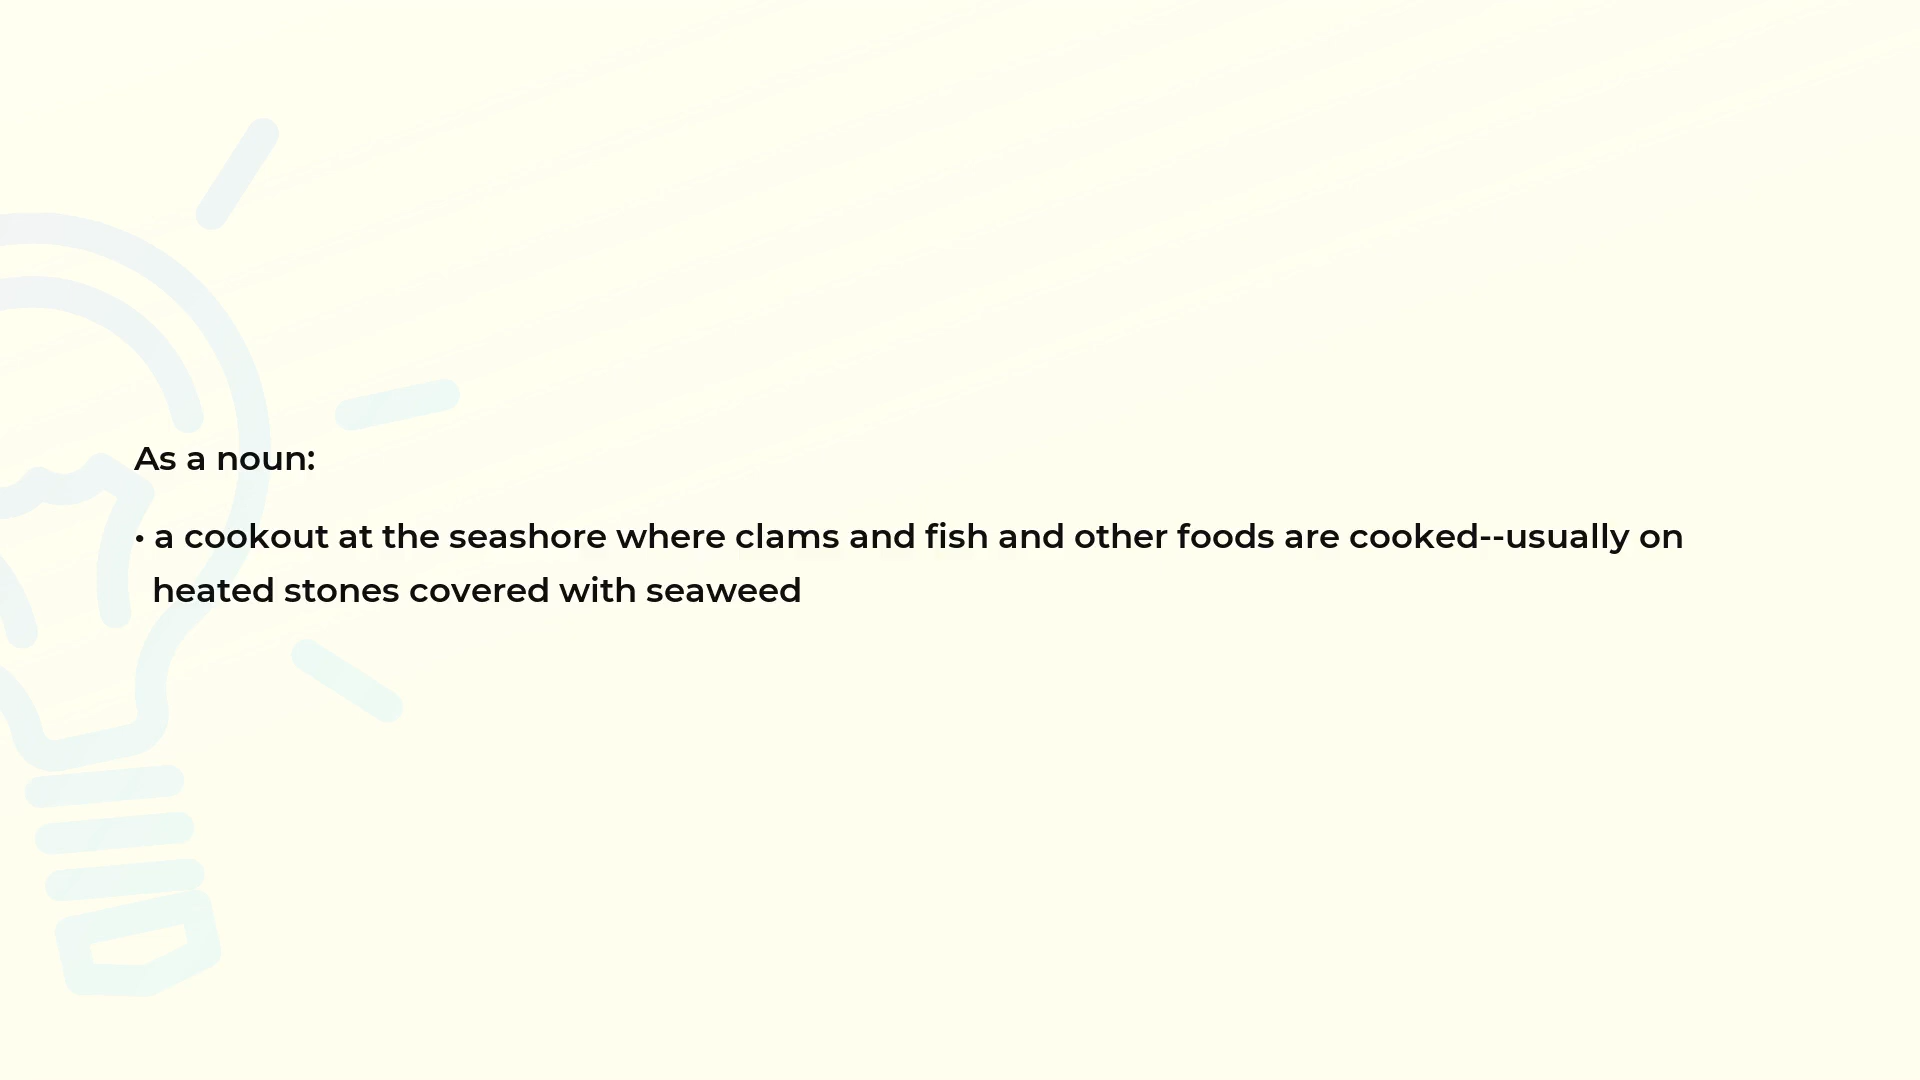 As a noun:
• a cookout at the seashore where clams and fish and other foods are cooked--usually on
heated stones covered with seaweed